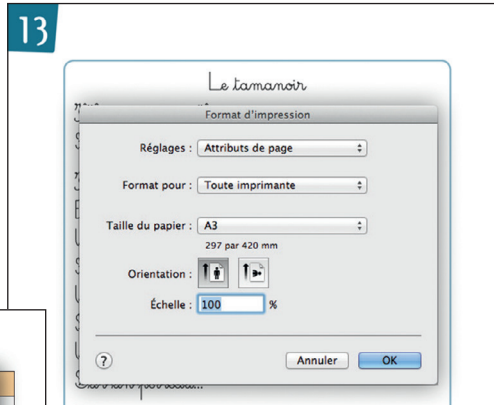 13
Le tamanoir
Format d'impression
Réglages : Attributs de page
Format pour : Toute imprimante
Taille du papier : A3
297 par 420 mm
Orientation :
Échelle : 100 %
? Annuler OK